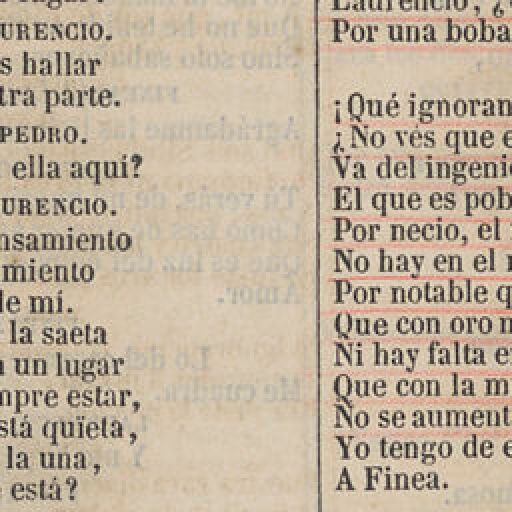 URENCIO.
s hallar
tra parte.
PEDRO.
ella aquí?
URENCIO.
nsamiento
miento
de mí.
la saeta
un lugar
mpre estar,
stá quïeta,
la una,
está?
Por una boba
¡Qué ignoran
¿No vés que e
Va del ingenio
El que es pob
Por necio, el
No hay en el
Por notable q
Que con oro
Ni hay falta e
Que con la m
No se aument
Yo tengo de e
A Finea.